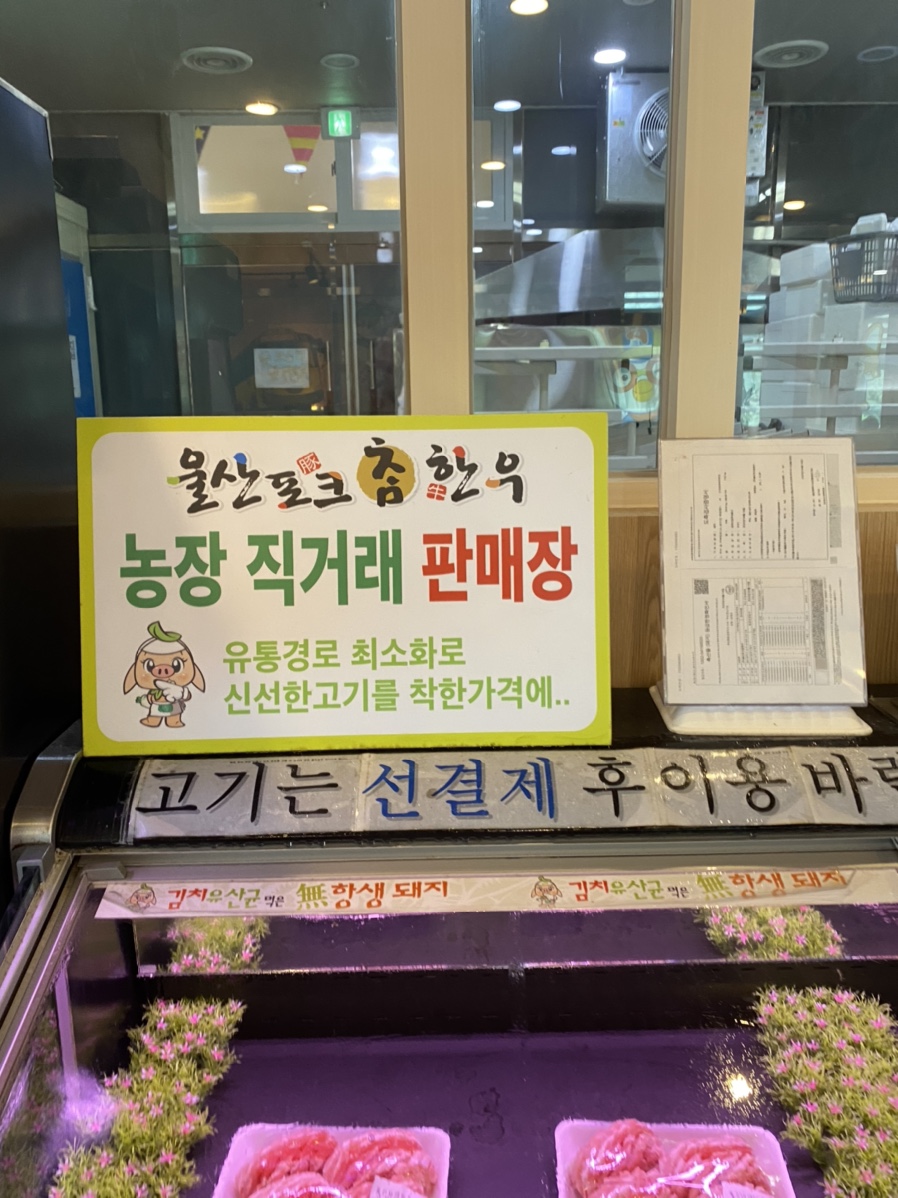 울산포크 참 한우
豚
牛
농장 직거래 판매장
유통경로 최소화로
신선한고기를 착한가격에..
고기는 선결제 후 이용 바
김치유산균 먹은 無항생 돼지
김치유산균 먹은 無항생 돼지